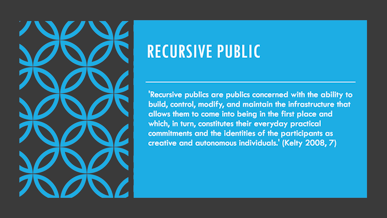 RECURSIVE PUBLIC
'Recursive publics are publics concerned with the ability to
build, control, modify, and maintain the infrastructure that
allows them to come into being in the first place and
which, in turn, constitutes their everyday practical
commitments and the identities of the participants as
creative and autonomous individuals.' (Kelty 2008, 7)